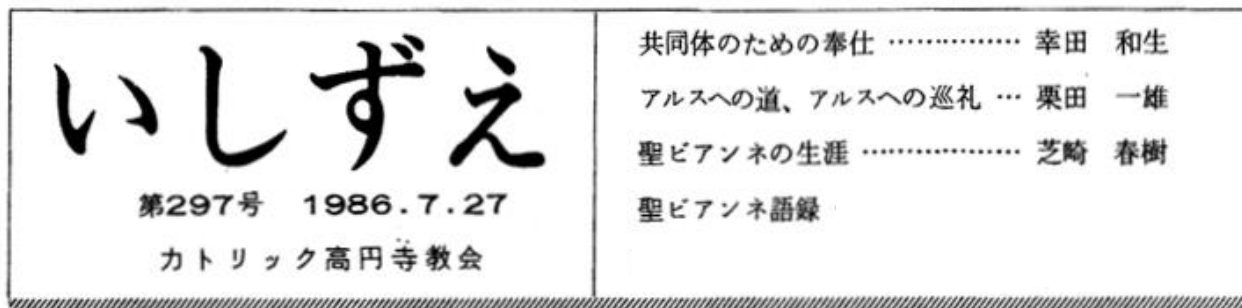 いしずえ
第297号 1986.7.27
カトリック高円寺教会
共同体のための奉仕 …………… 幸田 和生
アルスへの道、アルスへの巡礼 … 栗田 一雄
聖ビアンネの生涯 ……………… 芝崎 春樹
聖ビアンネ語録